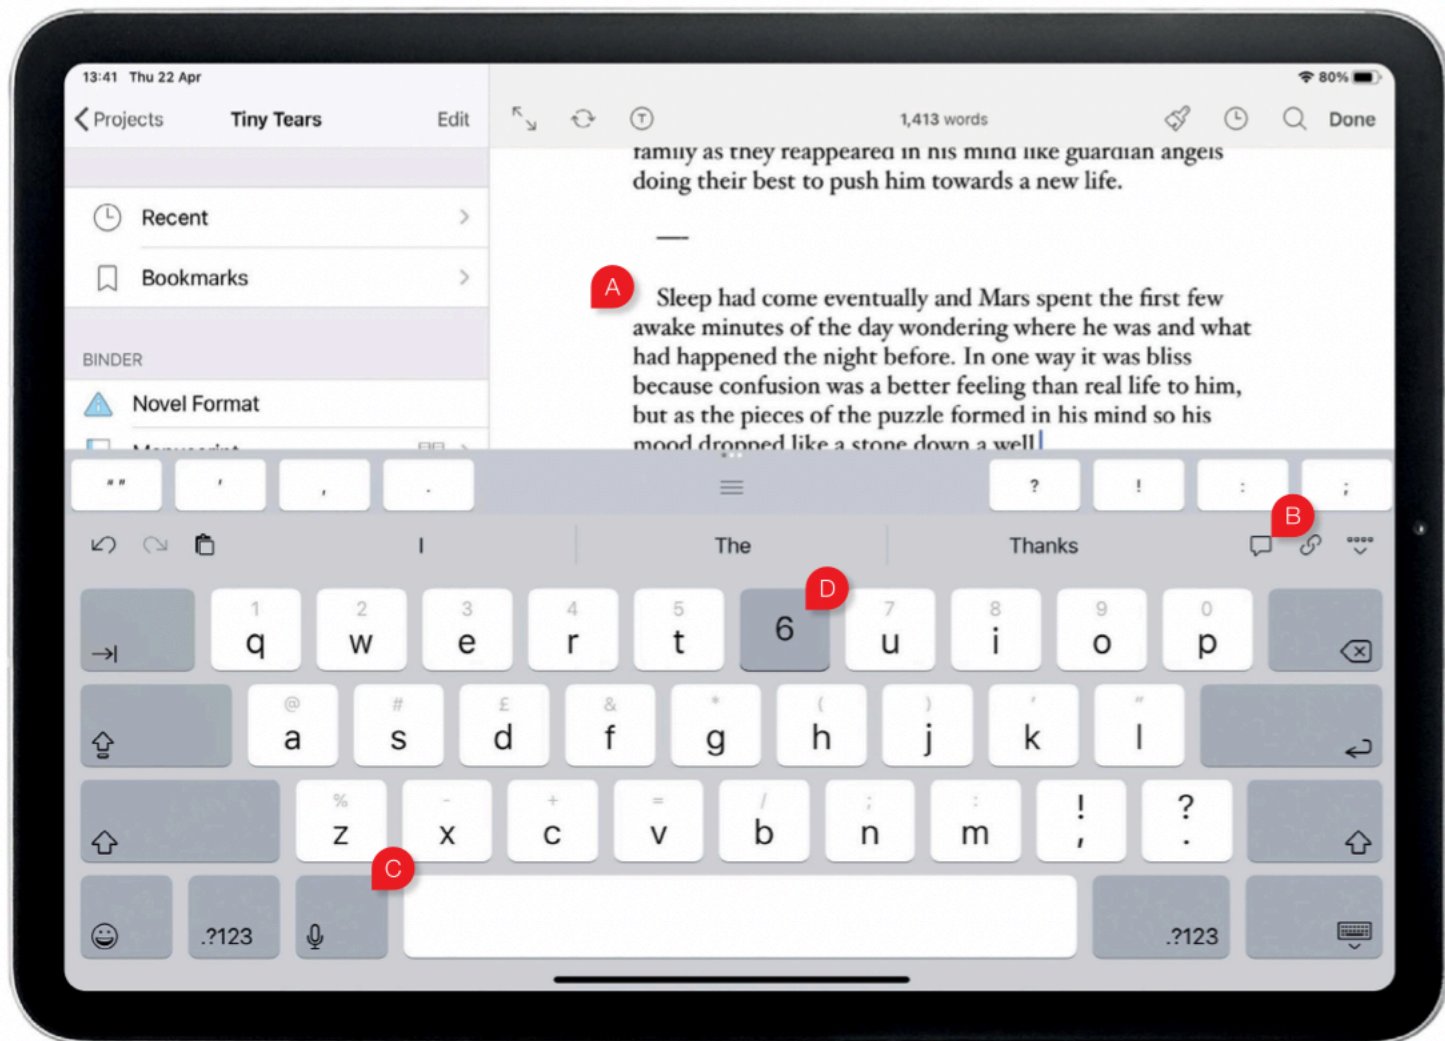 13:41 Thu 22 Apr
80%
Projects Tiny Tears Edit
1,413 words Done
family as they reappeared in his mind like guardian angels
doing their best to push him towards a new life.
—
Recent
Bookmarks
BINDER
Novel Format
Manuscript
A
Sleep had come eventually and Mars spent the first few
awake minutes of the day wondering where he was and what
had happened the night before. In one way it was bliss
because confusion was a better feeling than real life to him,
but as the pieces of the puzzle formed in his mind so his
mood dropped like a stone down a well
" " ' , . ? ! : ;
B
I The Thanks
D
1 2 3 4 5 7 8 9 0
q w e r t 6 u i o p
@ # £ & * ( ) ' "
a s d f g h j k l
% - + = / ; : ! ?
z x c v b n m , .
C
.?123 .?123